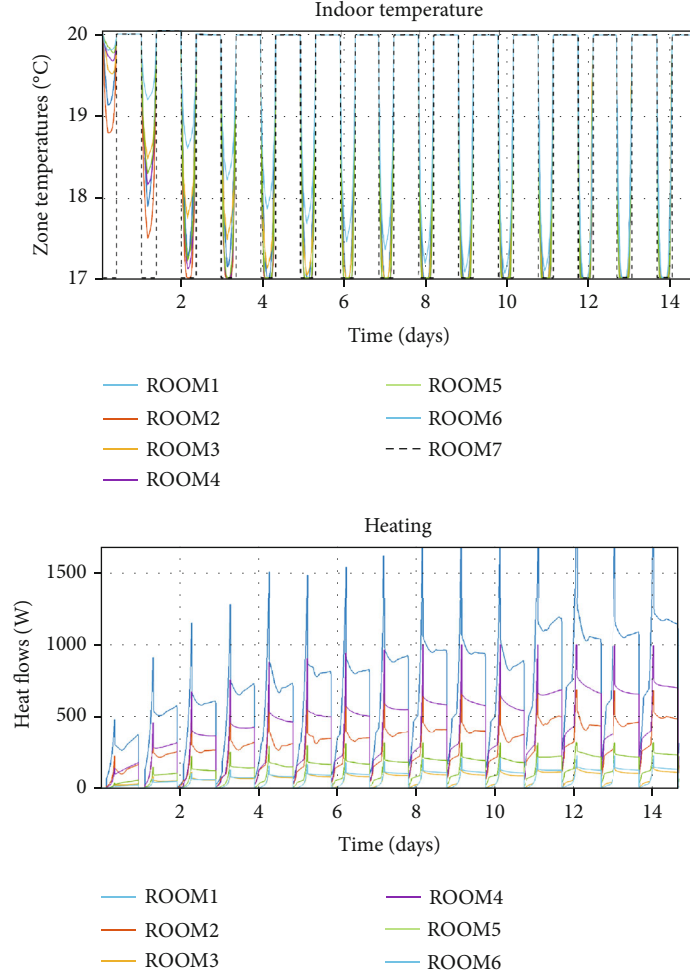 Indoor temperature
Zone temperatures (°C)
20
19
18
17
2 4 6 8 10 12 14
Time (days)
ROOM1 ROOM5
ROOM2 ROOM6
ROOM3 ROOM7
ROOM4
Heating
Heat flows (W)
1500
1000
500
0
2 4 6 8 10 12 14
Time (days)
ROOM1 ROOM4
ROOM2 ROOM5
ROOM3 ROOM6